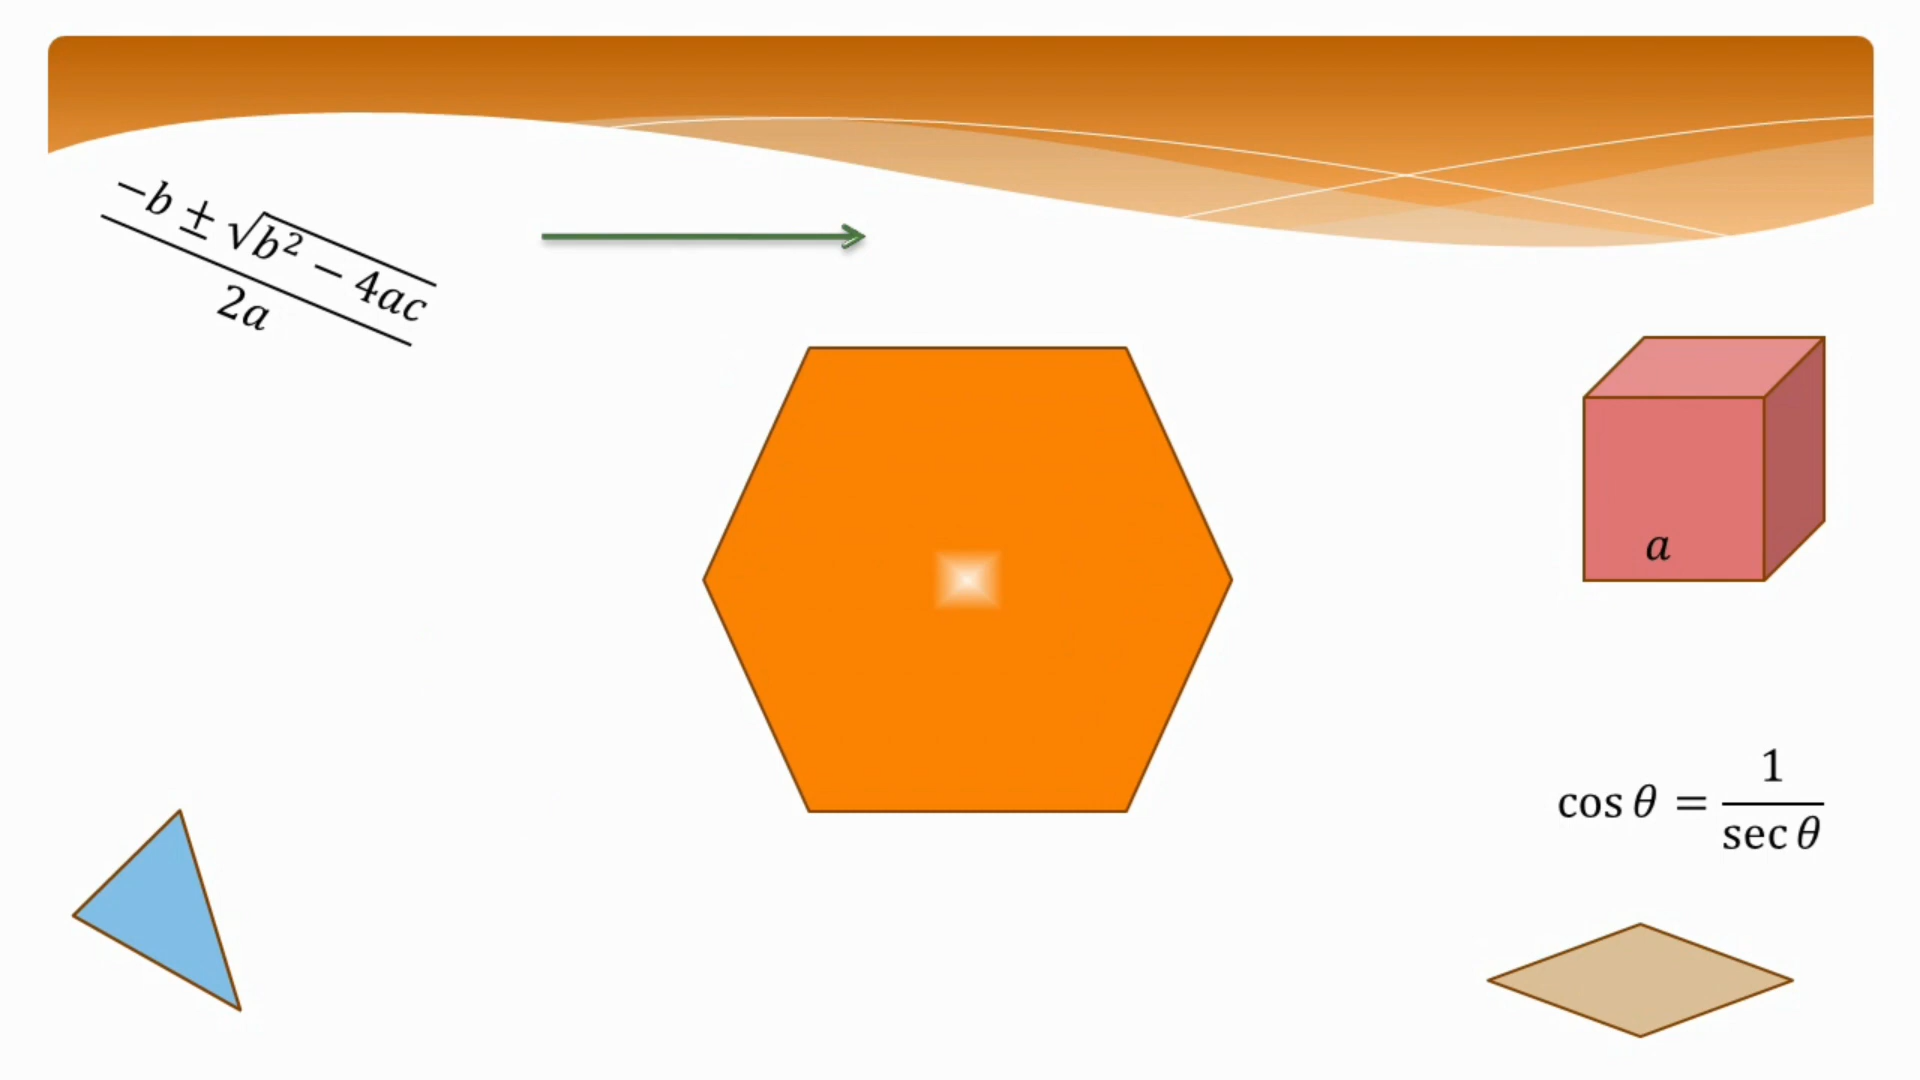 −b ± √b² − 4ac
2a
a
cos θ = 1
sec θ